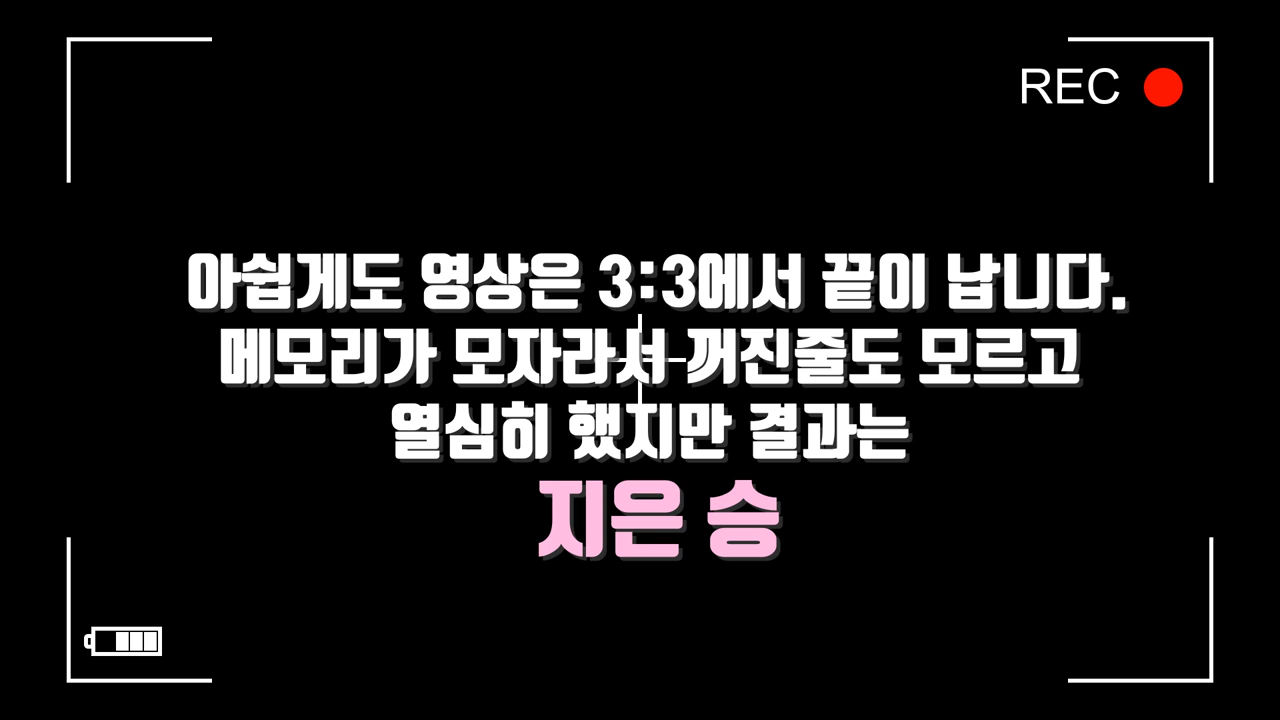 REC
아쉽게도 영상은 3:3에서 끝이 납니다.
메모리가 모자라서 꺼진줄도 모르고
열심히 했지만 결과는
지은 승